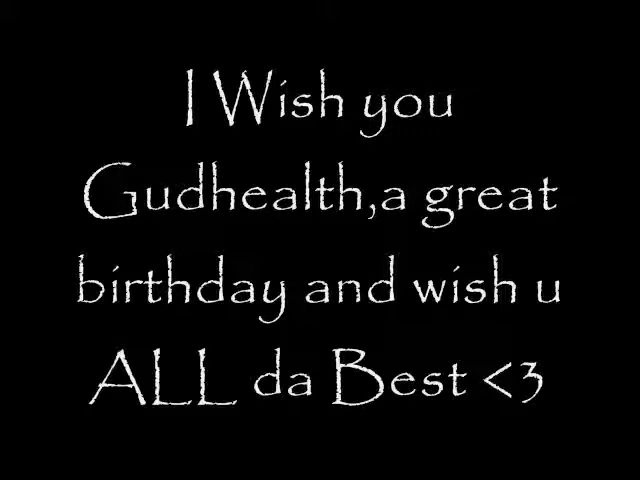 I Wish you
Gudhealth,a great
birthday and wish u
ALL da Best <3